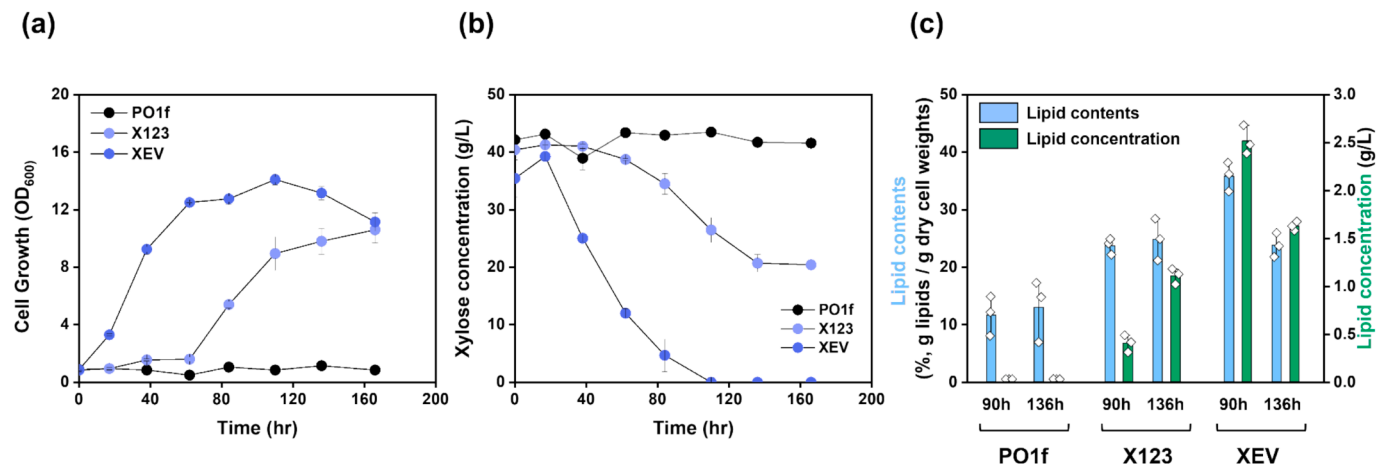 (a)
20
16
12
8
4
0
Cell Growth (OD600)
PO1f
X123
XEV
0 40 80 120 160 200
Time (hr)
(b)
50
40
30
20
10
0
Xylose concentration (g/L)
PO1f
X123
XEV
0 40 80 120 160 200
Time (hr)
(c)
50
40
30
20
10
0
Lipid contents
(%, g lipids / g dry cell weights)
Lipid contents
Lipid concentration
3.0
2.5
2.0
1.5
1.0
0.5
0.0
Lipid concentration (g/L)
90h 136h 90h 136h 90h 136h
PO1f X123 XEV